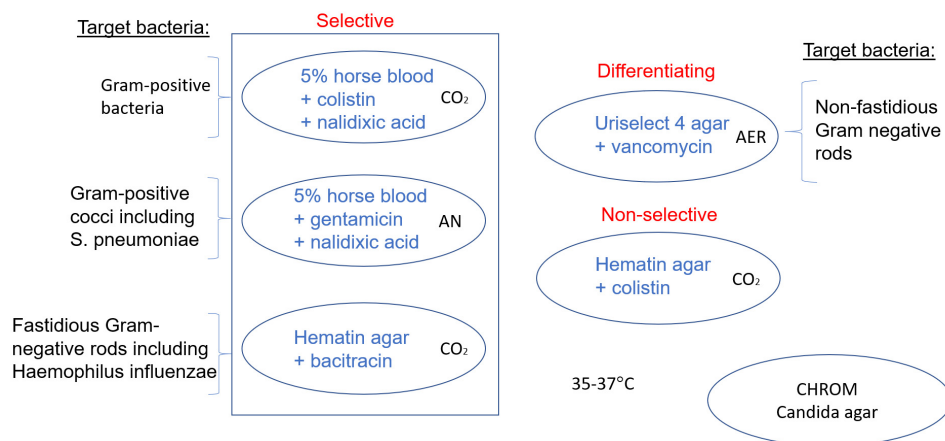 Target bacteria:
Selective
Gram-positive
bacteria
5% horse blood
+ colistin
+ nalidixic acid
CO₂
Gram-positive
cocci including
S. pneumoniae
5% horse blood
+ gentamicin
+ nalidixic acid
AN
Fastidious Gram-
negative rods including
Haemophilus influenzae
Hematin agar
+ bacitracin
CO₂
Differentiating
Uriselect 4 agar
+ vancomycin
AER
Target bacteria:
Non-fastidious
Gram negative
rods
Non-selective
Hematin agar
+ colistin
CO₂
35-37°C
CHROM
Candida agar